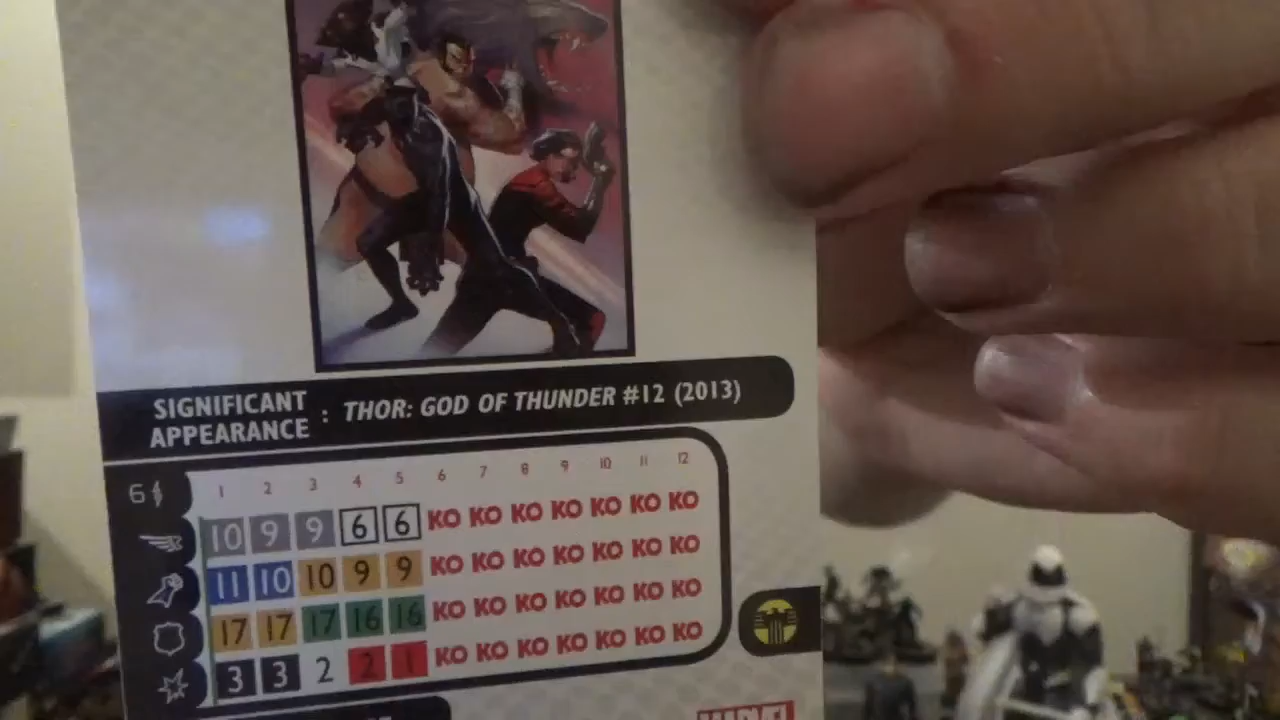 SIGNIFICANT APPEARANCE : THOR: GOD OF THUNDER #12 (2013)
6 1 2 3 4 5 6 7 8 9 10 11 12
10 9 9 6 6 KO KO KO KO KO KO KO
11 10 10 9 9 KO KO KO KO KO KO KO
17 17 17 16 16 KO KO KO KO KO KO KO
3 3 2 2 1 KO KO KO KO KO KO KO
MARVEL